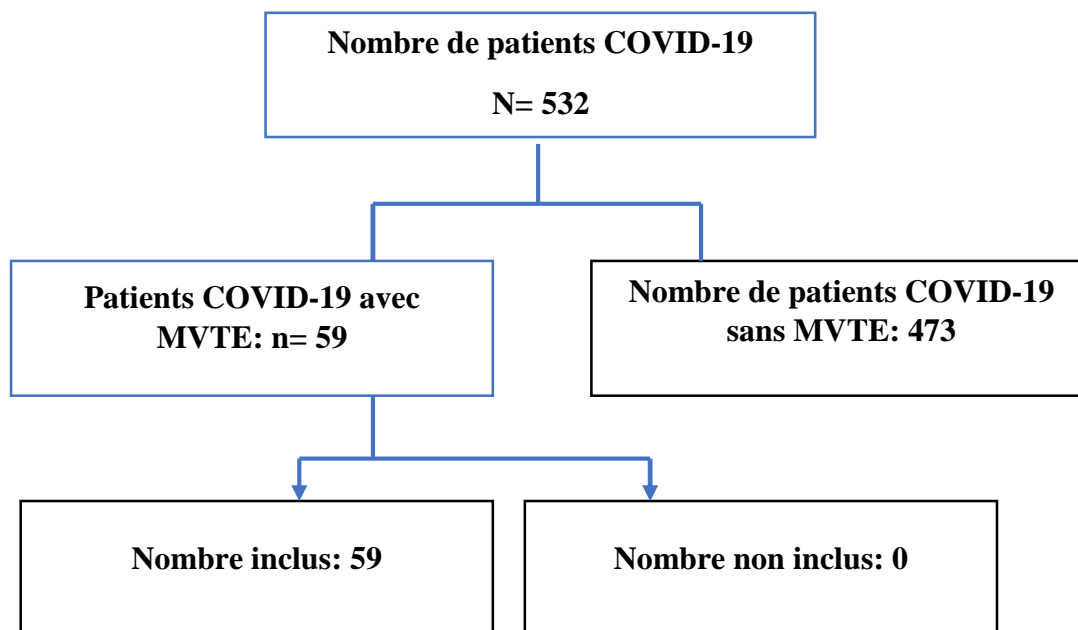 Nombre de patients COVID-19
N= 532
Patients COVID-19 avec
MVTE: n= 59
Nombre de patients COVID-19
sans MVTE: 473
Nombre inclus: 59
Nombre non inclus: 0